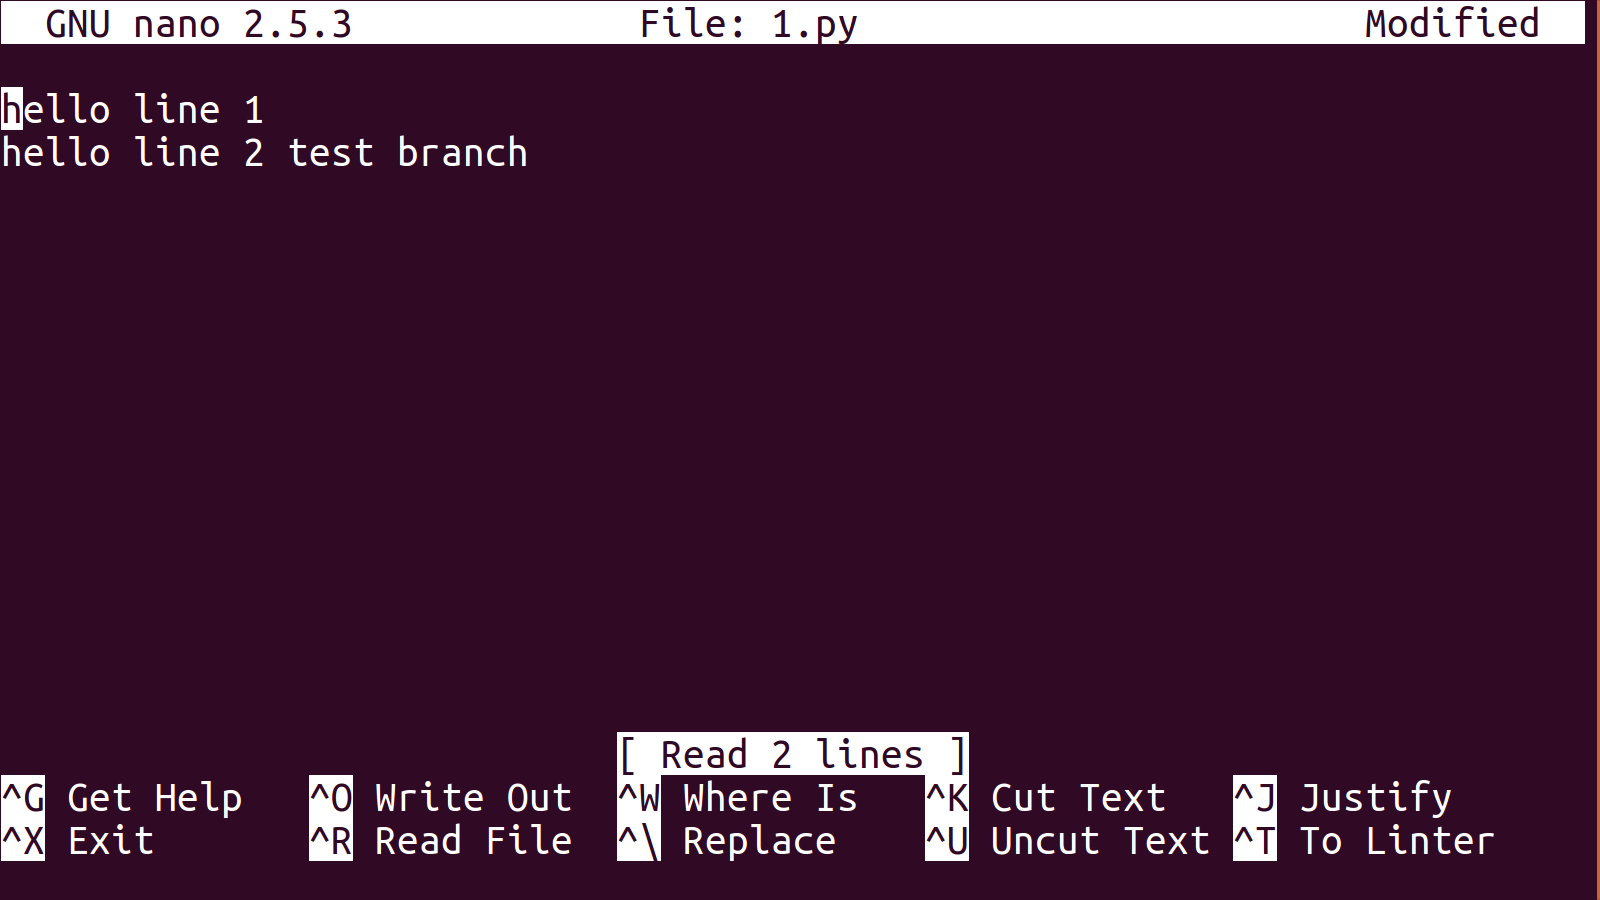 GNU nano 2.5.3 File: 1.py Modified
hello line 1
hello line 2 test branch
[ Read 2 lines ]
^G Get Help ^O Write Out ^W Where Is ^K Cut Text ^J Justify
^X Exit ^R Read File ^\ Replace ^U Uncut Text ^T To Linter